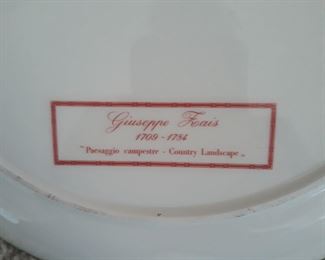 Giuseppe Zais
1709 - 1784
"Paesaggio campestre - Country Landscape"